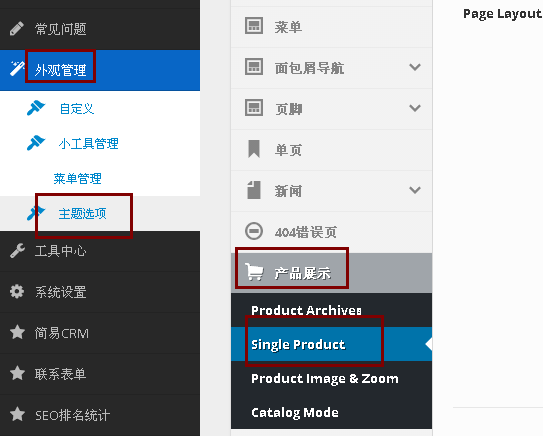 常见问题
外观管理
自定义
小工具管理
菜单管理
主题选项
工具中心
系统设置
简易CRM
联系表单
SEO排名统计
菜单
面包屑导航
页脚
单页
新闻
404错误页
产品展示
Product Archives
Single Product
Product Image & Zoom
Catalog Mode
Page Layout